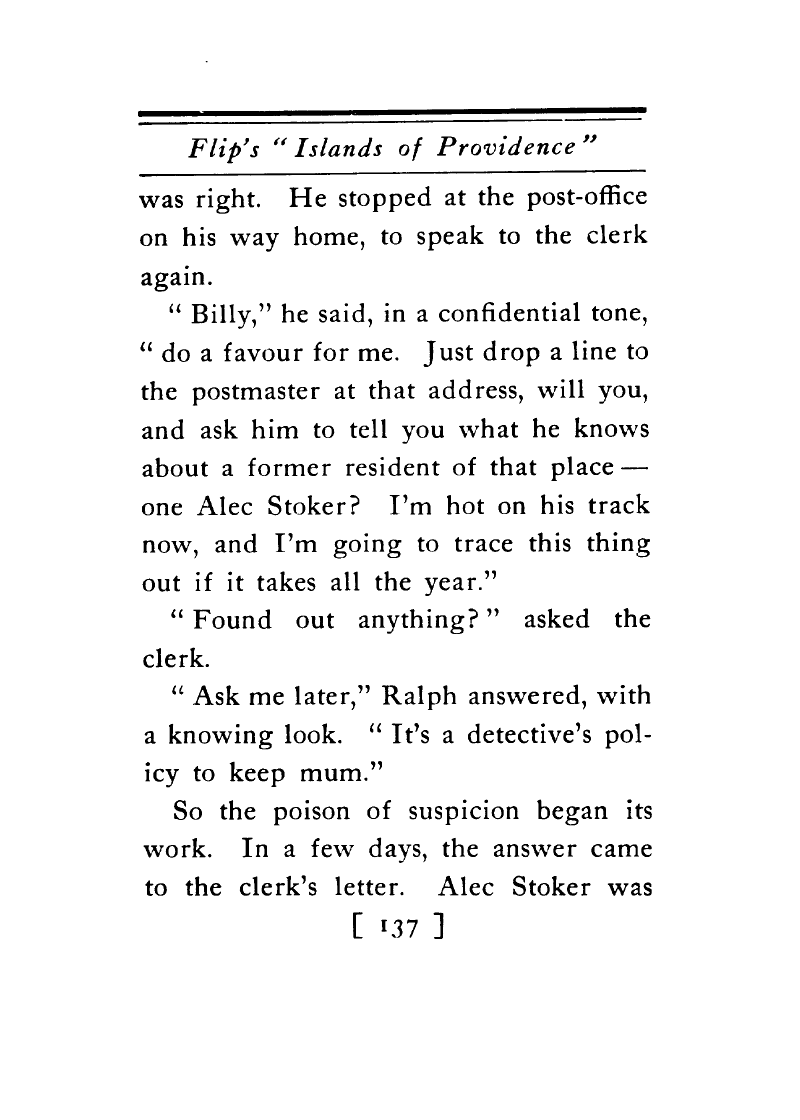 Flip's “Islands of Providence”
was right. He stopped at the post-office
on his way home, to speak to the clerk
again.
“Billy,” he said, in a confidential tone,
“do a favour for me. Just drop a line to
the postmaster at that address, will you,
and ask him to tell you what he knows
about a former resident of that place —
one Alec Stoker? I'm hot on his track
now, and I'm going to trace this thing
out if it takes all the year.”
“Found out anything?” asked the
clerk.
“Ask me later,” Ralph answered, with
a knowing look. “It's a detective's pol-
icy to keep mum.”
So the poison of suspicion began its
work. In a few days, the answer came
to the clerk's letter. Alec Stoker was
[ 137 ]